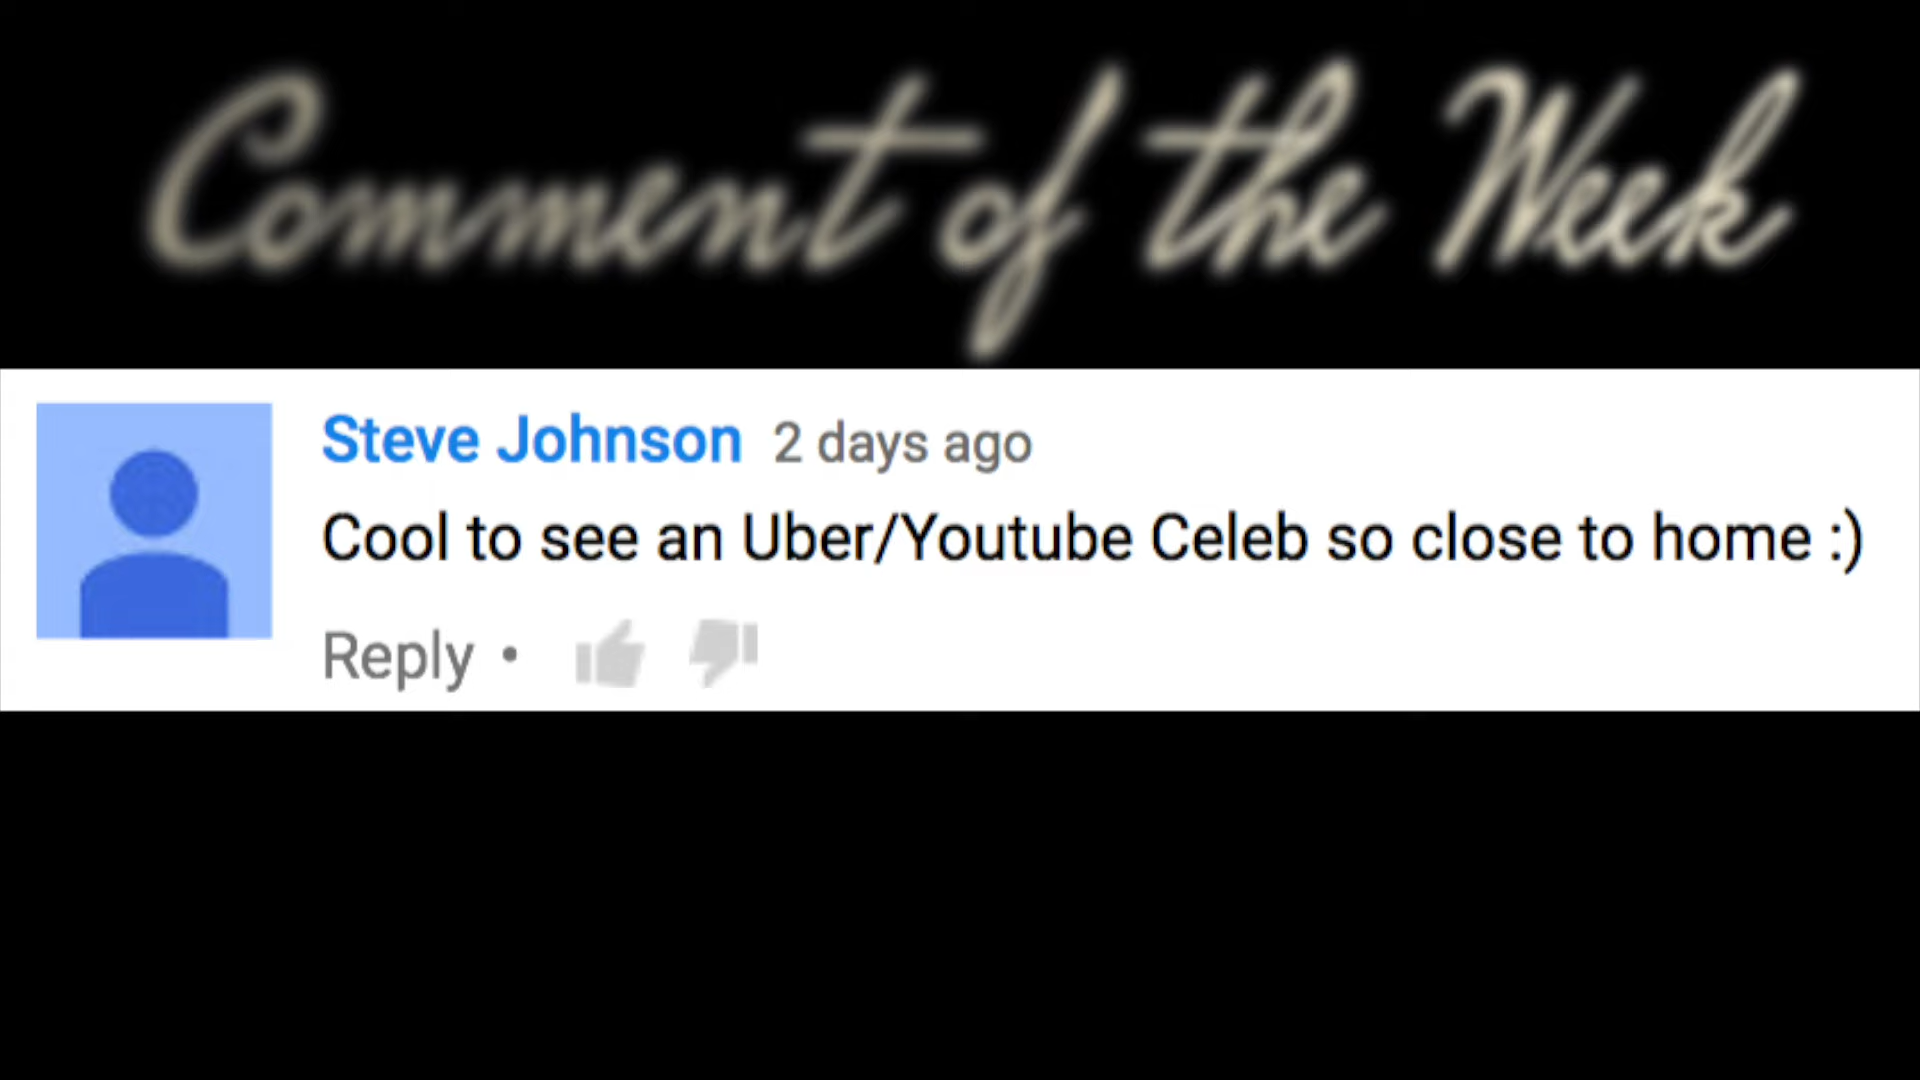 Comment of the Week
Steve Johnson 2 days ago
Cool to see an Uber/Youtube Celeb so close to home :)
Reply •